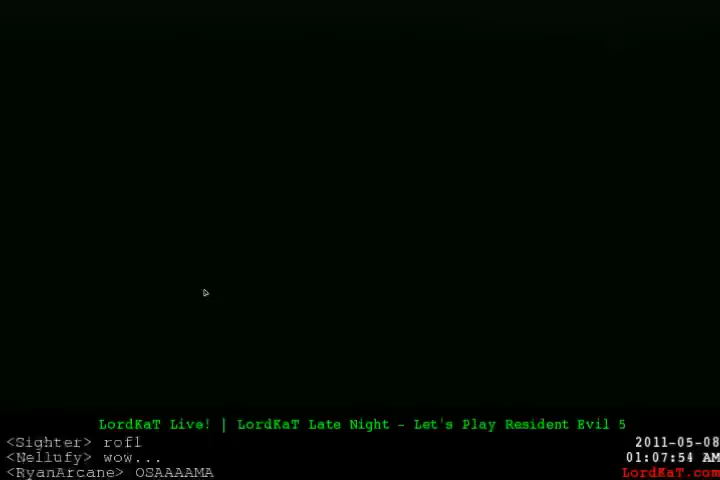 LordKaT Live! | LordKaT Late Night - Let's Play Resident Evil 5
<Sighter> rofl
2011-05-08
<Nellufy> wow...
01:07:54 AM
<RyanArcane> OSAAAAMA
LordKaT.com